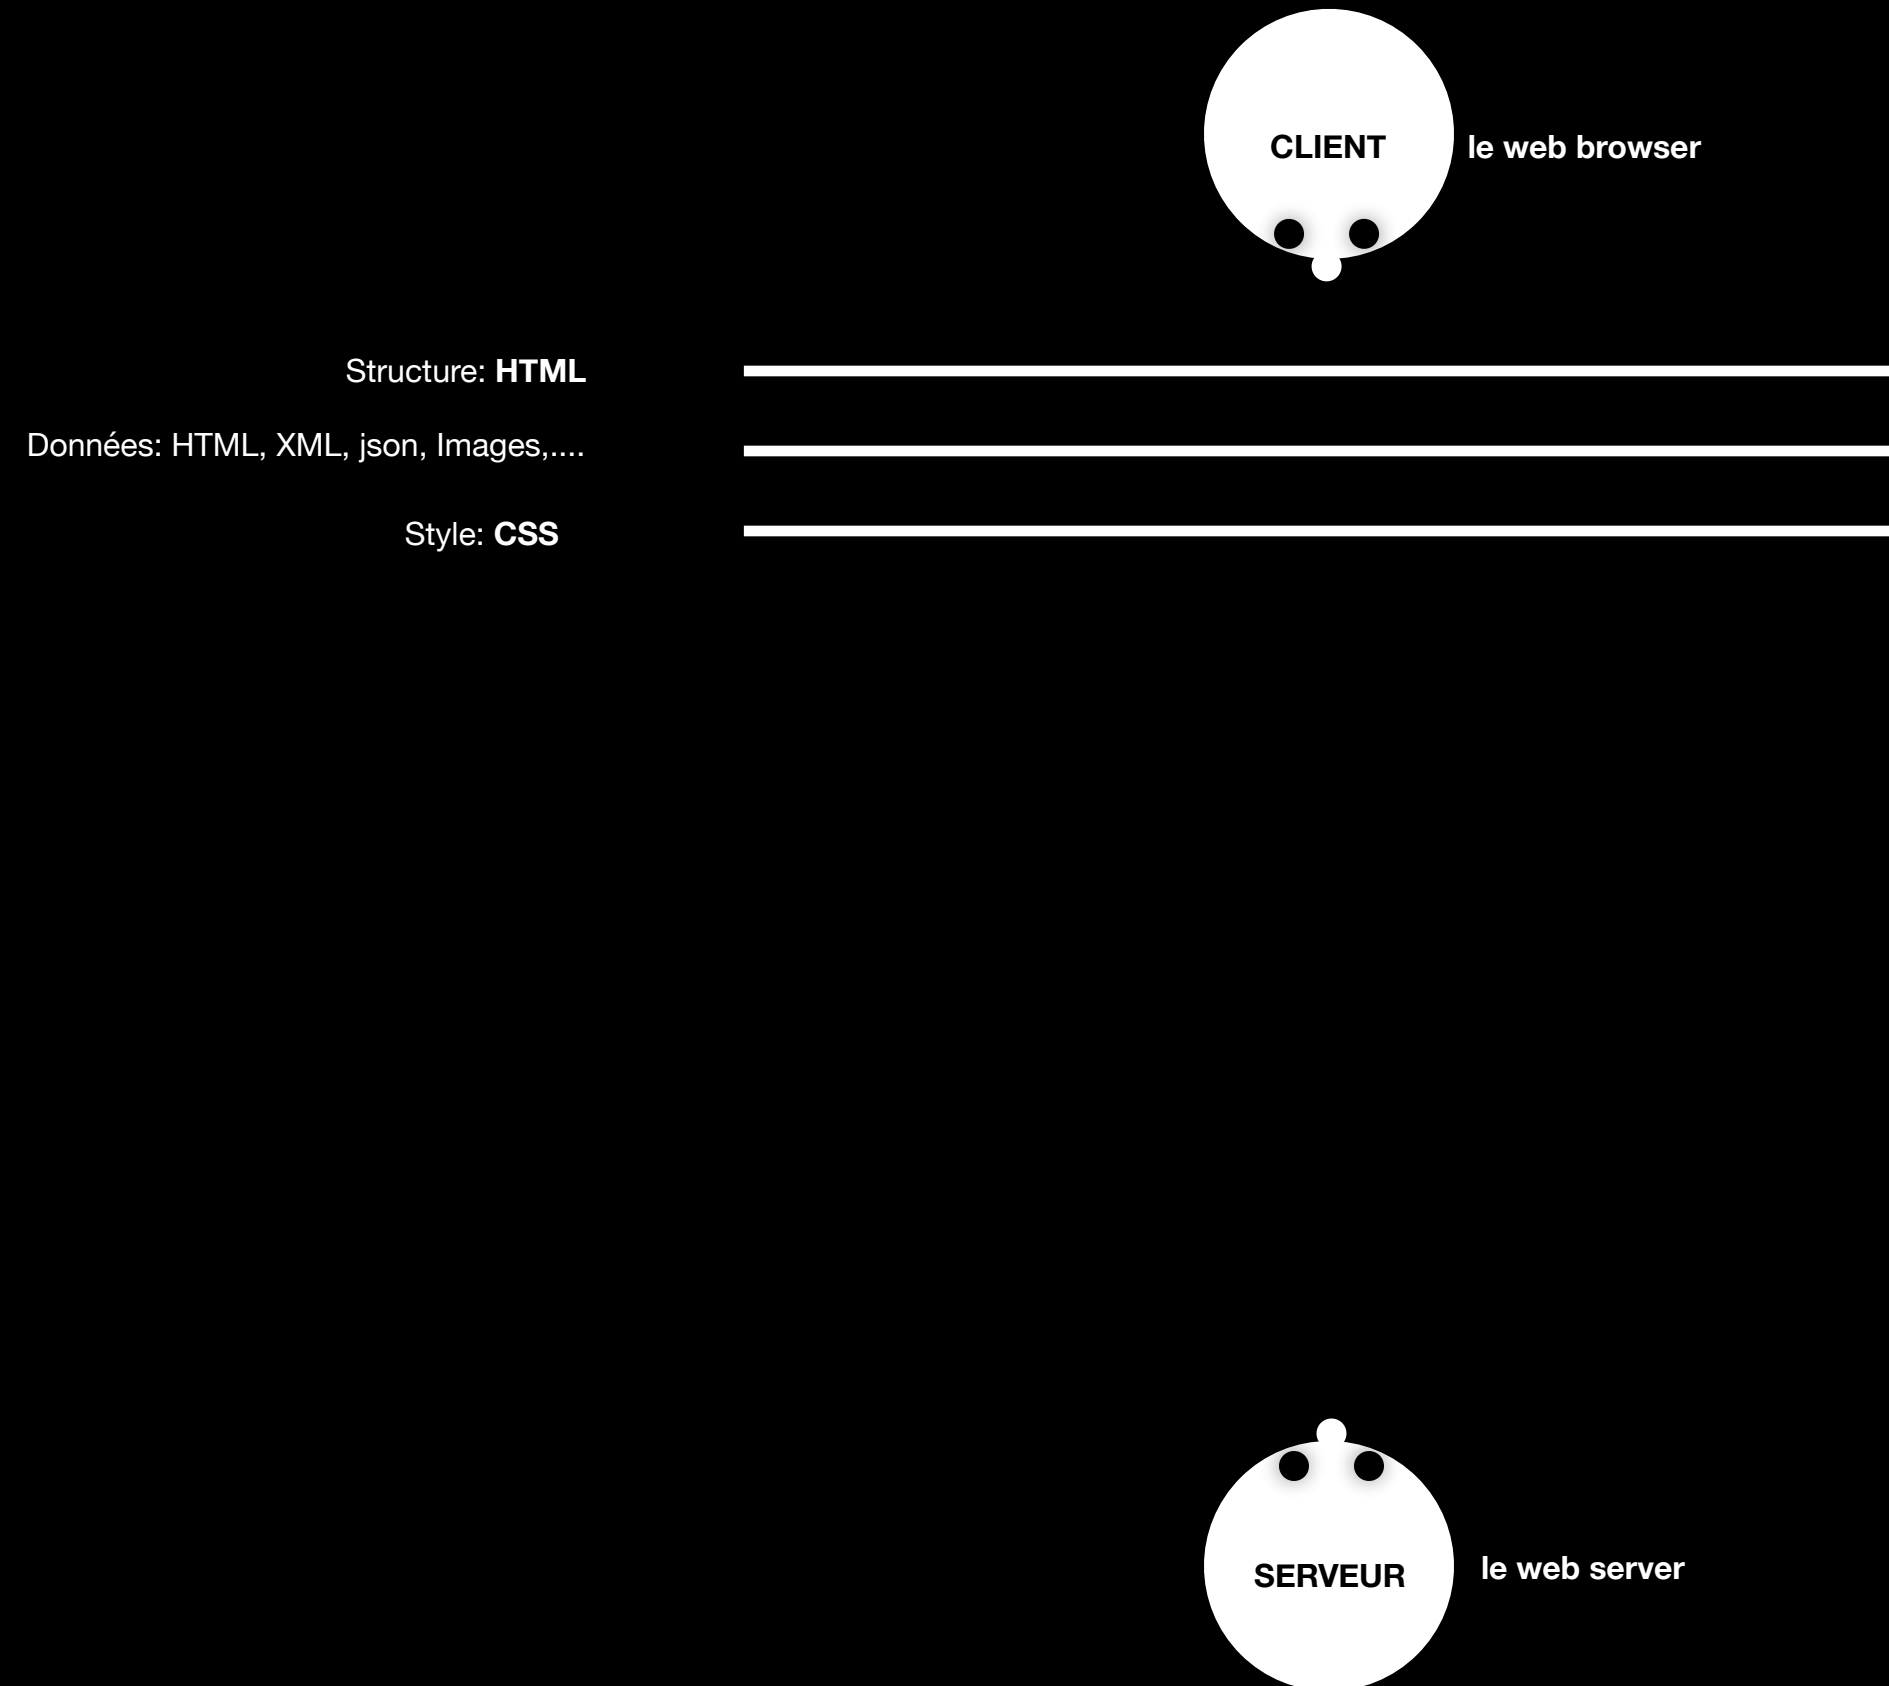 CLIENT
le web browser
Structure: HTML
Données: HTML, XML, json, Images,....
Style: CSS
SERVEUR
le web server